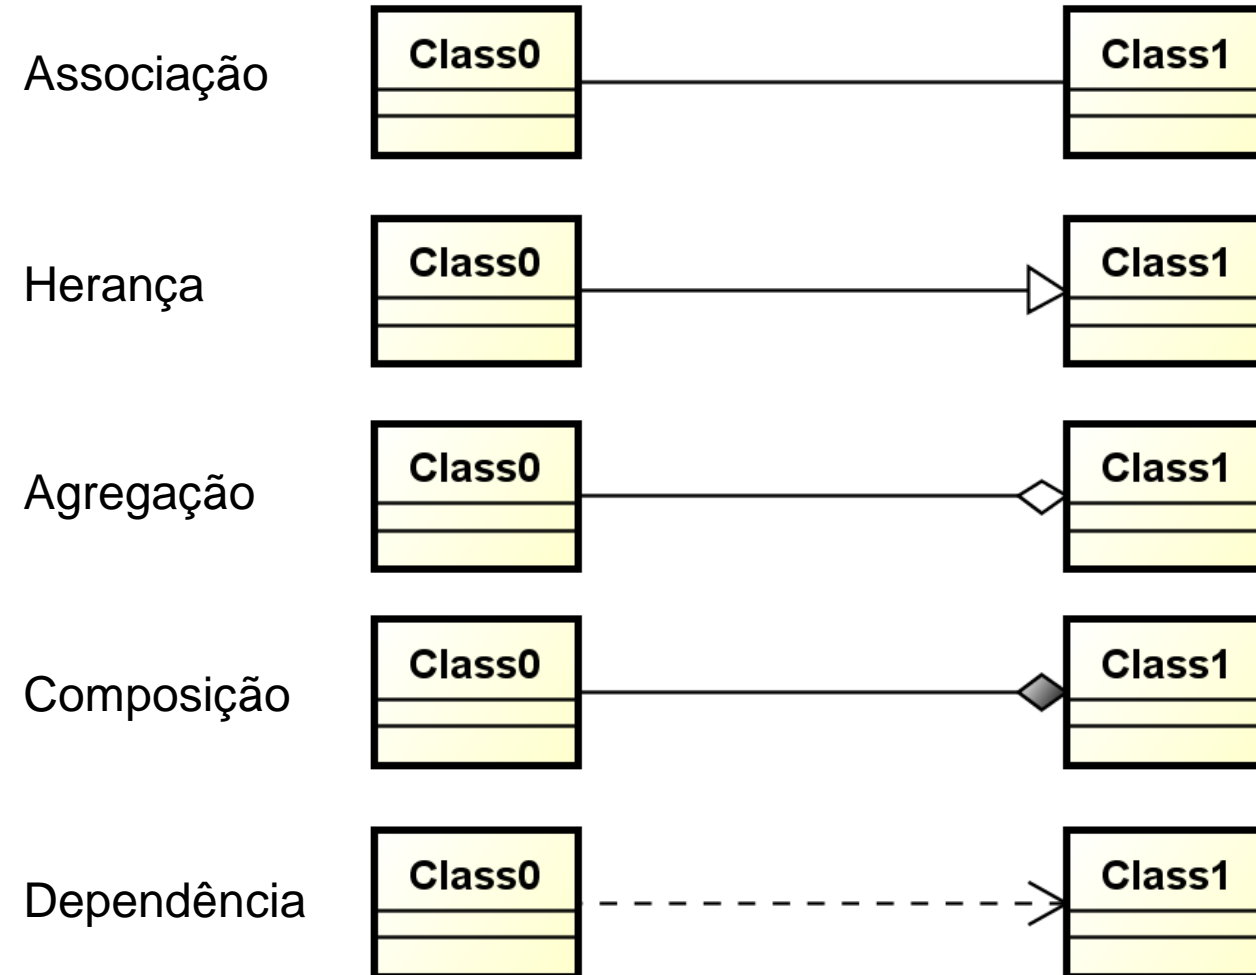 Associação
Class0
Class1
Herança
Class0
Class1
Agregação
Class0
Class1
Composição
Class0
Class1
Dependência
Class0
Class1